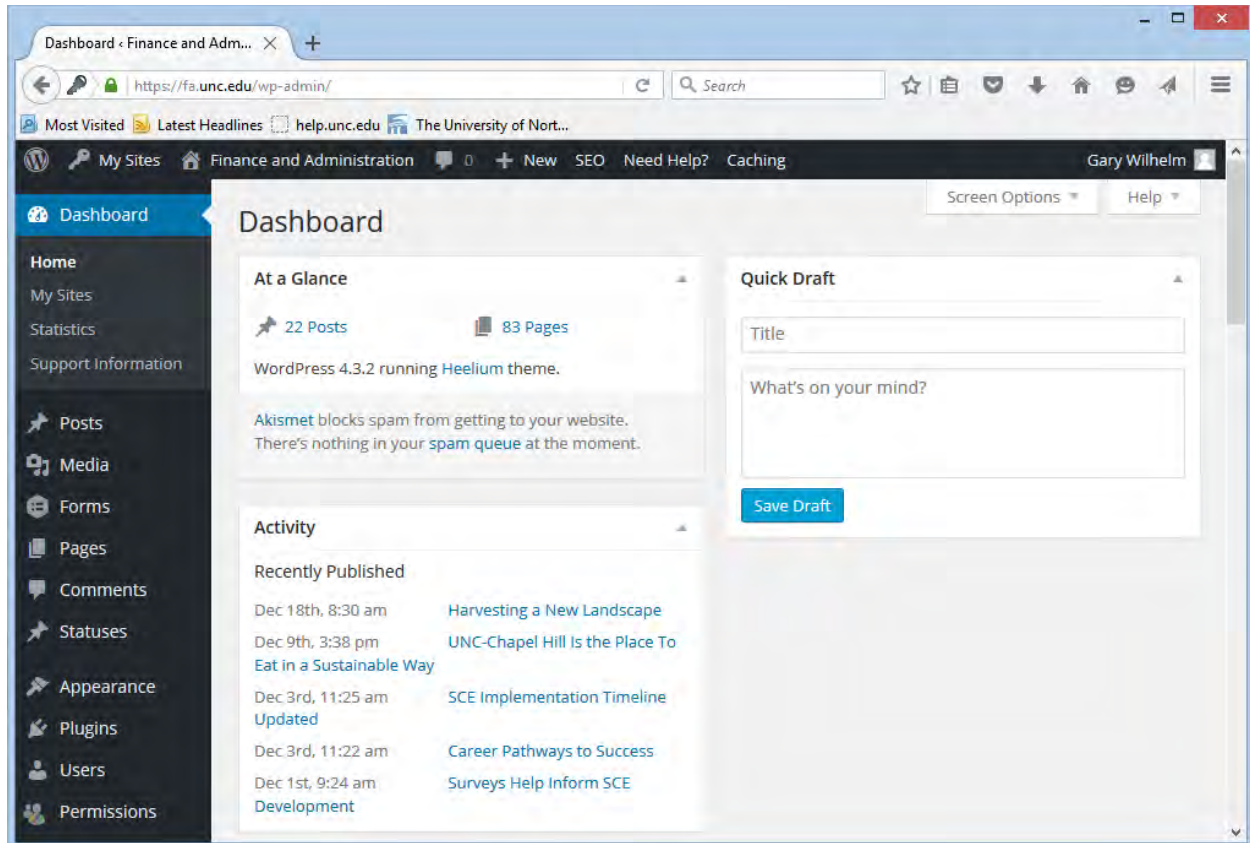 Dashboard ‹ Finance and Adm...
https://fa.unc.edu/wp-admin/
Search
Most Visited
Latest Headlines
help.unc.edu
The University of Nort...
My Sites
Finance and Administration
0
New
SEO
Need Help?
Caching
Gary Wilhelm
Screen Options
Help
Dashboard
Home
My Sites
Statistics
Support Information
Posts
Media
Forms
Pages
Comments
Statuses
Appearance
Plugins
Users
Permissions
Dashboard
At a Glance
22 Posts
83 Pages
WordPress 4.3.2 running Heelium theme.
Akismet blocks spam from getting to your website.
There's nothing in your spam queue at the moment.
Activity
Recently Published
Dec 18th, 8:30 am Harvesting a New Landscape
Dec 9th, 3:38 pm UNC-Chapel Hill Is the Place To
Eat in a Sustainable Way
Dec 3rd, 11:25 am SCE Implementation Timeline
Updated
Dec 3rd, 11:22 am Career Pathways to Success
Dec 1st, 9:24 am Surveys Help Inform SCE
Development
Quick Draft
Title
What's on your mind?
Save Draft